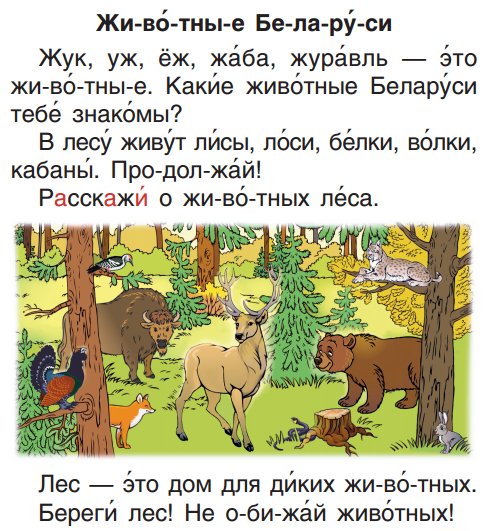 Жи-во́-тны-е Бе-ла-ру́-си
Жук, уж, ёж, жа́ба, жура́вль — э́то
жи-во́-тны-е. Каки́е живо́тные Белару́си
тебе́ знако́мы?
В лесу́ живу́т ли́сы, ло́си, бе́лки, во́лки,
кабаны́. Про-дол-жа́й!
Расскажи́ о жи-во́-тных ле́са.
Лес — э́то дом для ди́ких жи-во́-тных.
Береги́ лес! Не о-би-жа́й живо́тных!